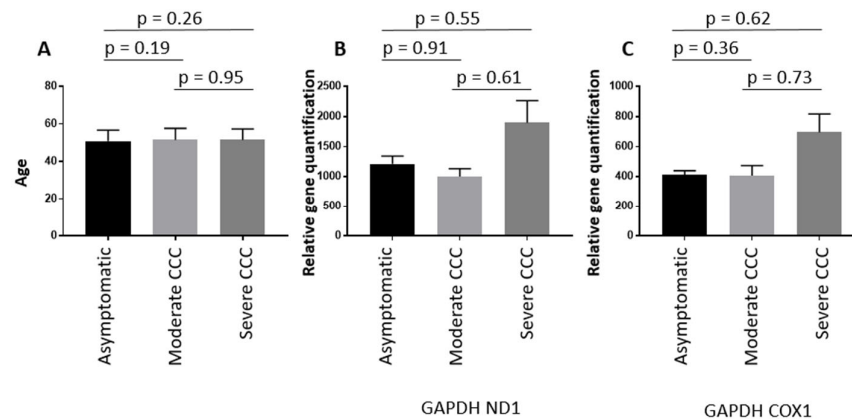 A
p = 0.26
p = 0.19
p = 0.95
Age
80
60
40
20
0
Asymptomatic
Moderate CCC
Severe CCC
B
p = 0.55
p = 0.91
p = 0.61
Relative gene quantification
2500
2000
1500
1000
500
0
Asymptomatic
Moderate CCC
Severe CCC
GAPDH ND1
C
p = 0.62
p = 0.36
p = 0.73
Relative gene quantification
1000
800
600
400
200
0
Asymptomatic
Moderate CCC
Severe CCC
GAPDH COX1